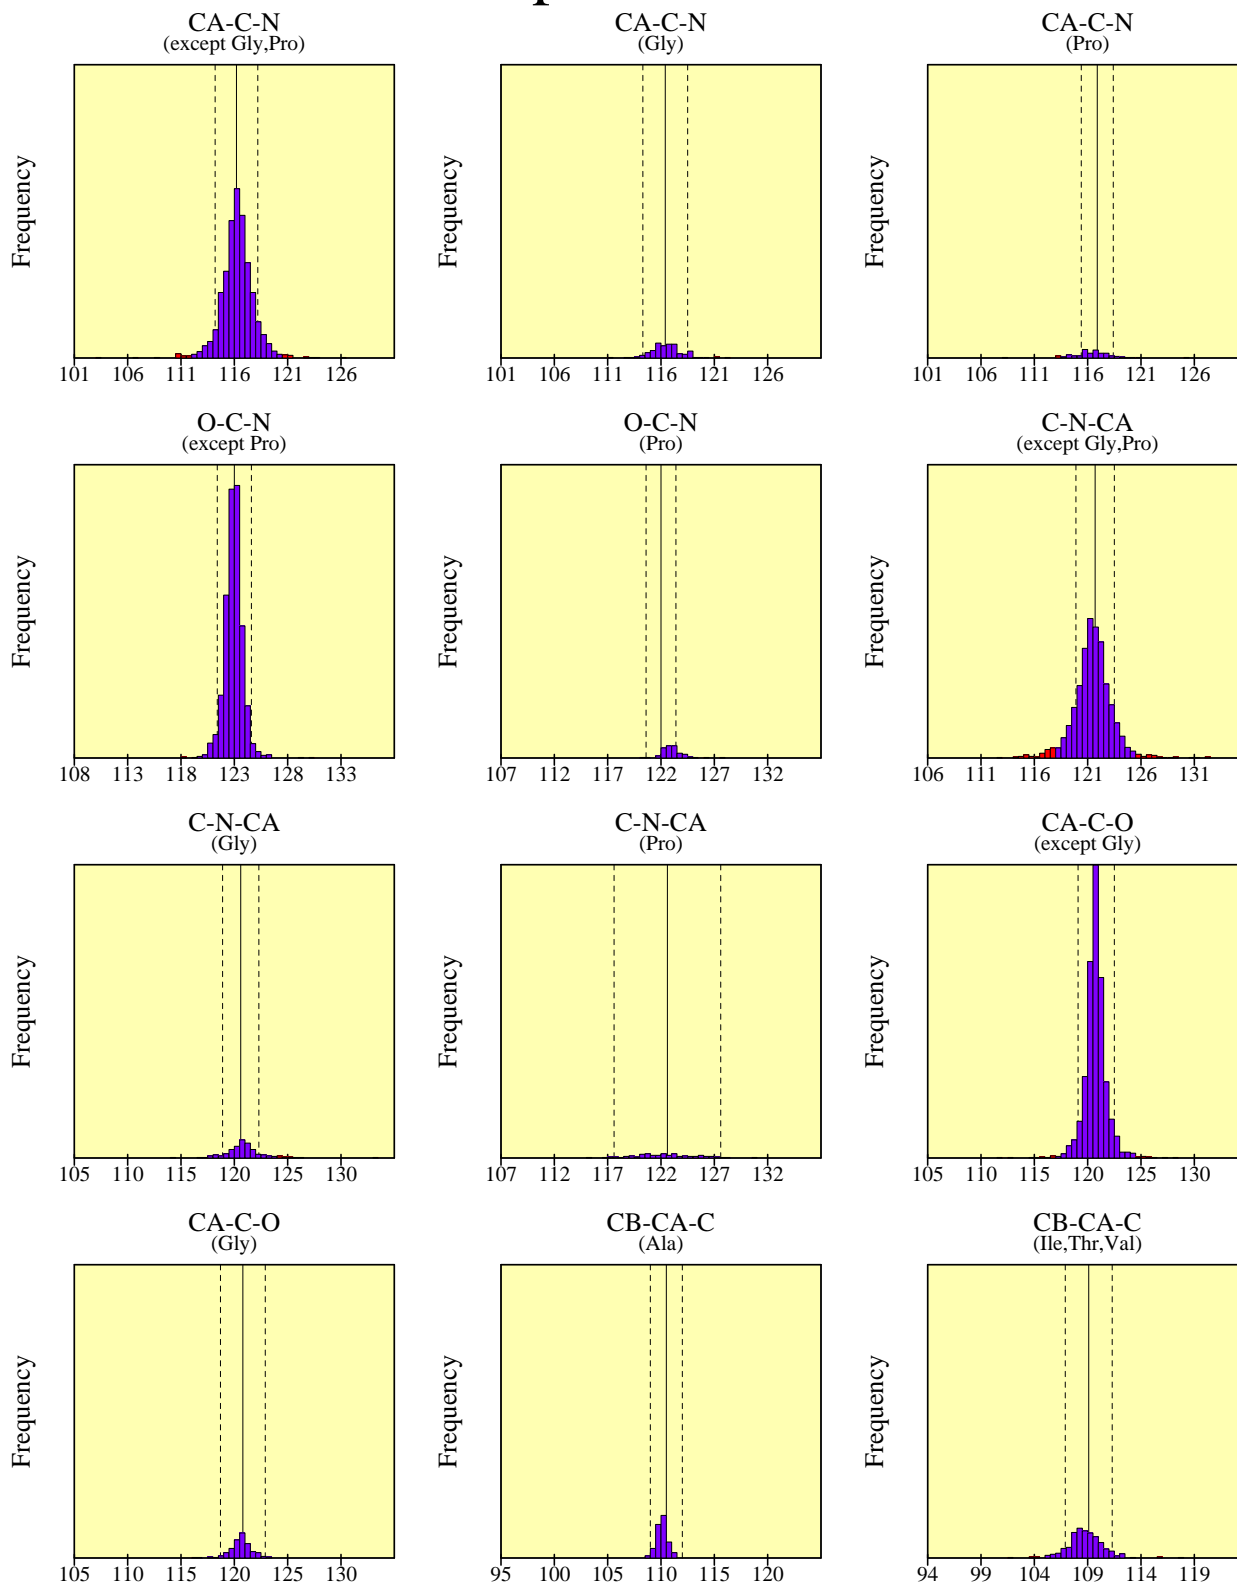 CA-C-N CA-C-N CA-C-N
(except Gly,Pro) (Gly) (Pro)
Frequency Frequency Frequency
101 106 111 116 121 126 101 106 111 116 121 126 101 106 111 116 121 126
O-C-N O-C-N C-N-CA
(except Pro) (Pro) (except Gly,Pro)
Frequency Frequency Frequency
108 113 118 123 128 133 107 112 117 122 127 132 106 111 116 121 126 131
C-N-CA C-N-CA CA-C-O
(Gly) (Pro) (except Gly)
Frequency Frequency Frequency
105 110 115 120 125 130 107 112 117 122 127 132 105 110 115 120 125 130
CA-C-O CB-CA-C CB-CA-C
(Gly) (Ala) (Ile,Thr,Val)
Frequency Frequency Frequency
105 110 115 120 125 130 95 100 105 110 115 120 94 99 104 109 114 119